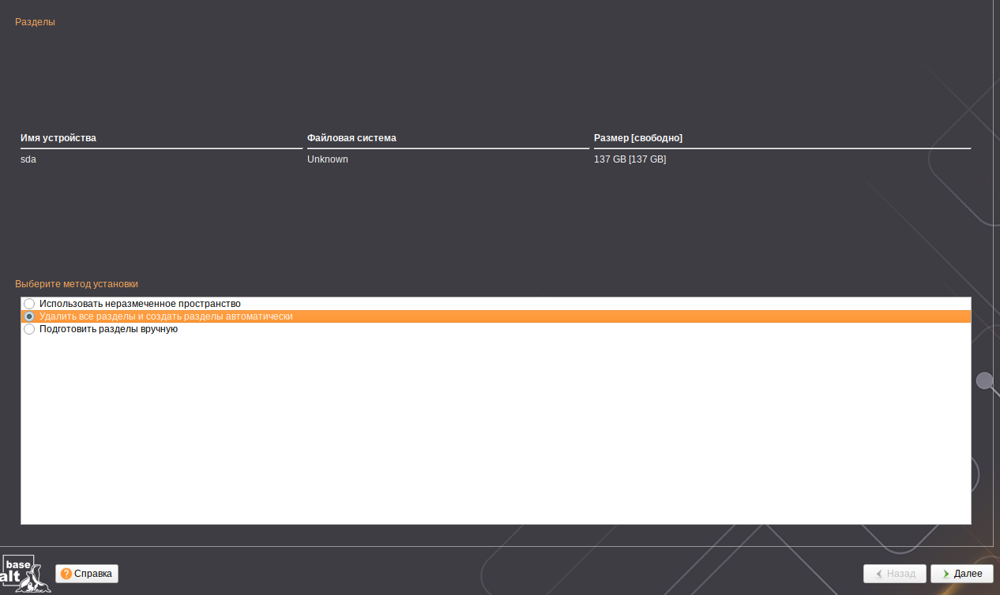 Разделы
Имя устройства Файловая система Размер [свободно]
sda Unknown 137 GB [137 GB]
Выберите метод установки
Использовать неразмеченное пространство
Удалить все разделы и создать разделы автоматически
Подготовить разделы вручную
base
alt
Справка Назад Далее